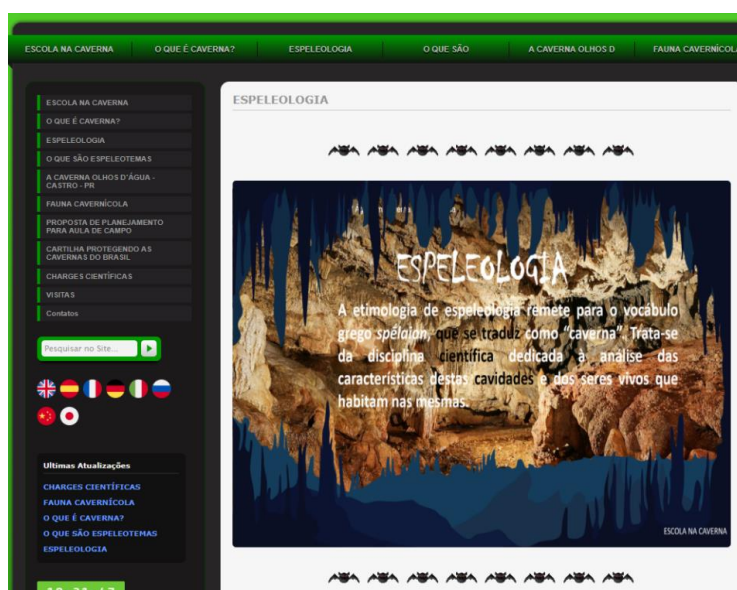 ESCOLA NA CAVERNA
O QUE É CAVERNA?
ESPELEOLOGIA
O QUE SÃO
A CAVERNA OLHOS D
FAUNA CAVERNÍCOL
ESCOLA NA CAVERNA
O QUE É CAVERNA?
ESPELEOLOGIA
O QUE SÃO ESPELEOTEMAS
A CAVERNA OLHOS D'ÁGUA -
CASTRO - PR
FAUNA CAVERNÍCOLA
PROPOSTA DE PLANEJAMENTO
PARA AULA DE CAMPO
CARTILHA PROTEGENDO AS
CAVERNAS DO BRASIL
CHARGES CIENTÍFICAS
VISITAS
Contatos
Pesquisar no Site...
Ultimas Atualizações
CHARGES CIENTÍFICAS
FAUNA CAVERNÍCOLA
O QUE É CAVERNA?
O QUE SÃO ESPELEOTEMAS
ESPELEOLOGIA
ESPELEOLOGIA
ESPELEOLOGIA
A etimologia de espeleologia remete para o vocábulo
grego spélaion, que se traduz como “caverna”. Trata-se
da disciplina científica dedicada à análise das
características destas cavidades e dos seres vivos que
habitam nas mesmas.
ESCOLA NA CAVERNA